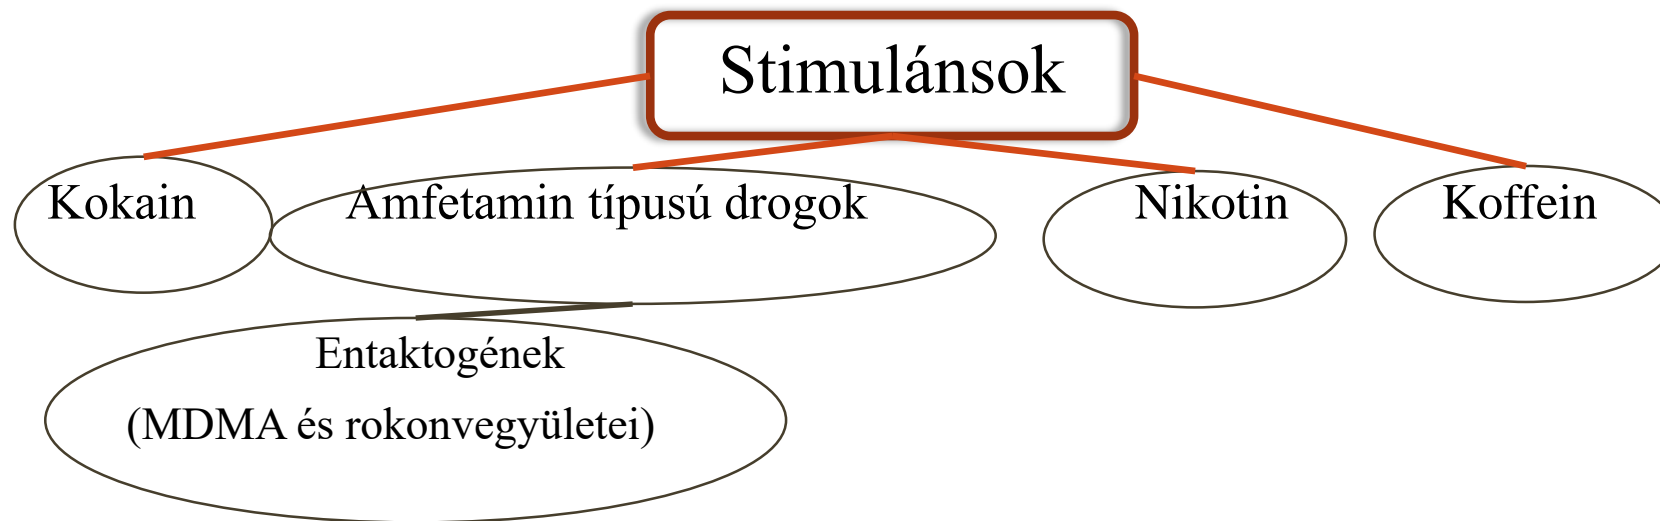 Stimulánsok
Kokain
Amfetamin típusú drogok
Nikotin
Koffein
Entaktogének
(MDMA és rokonvegyületei)